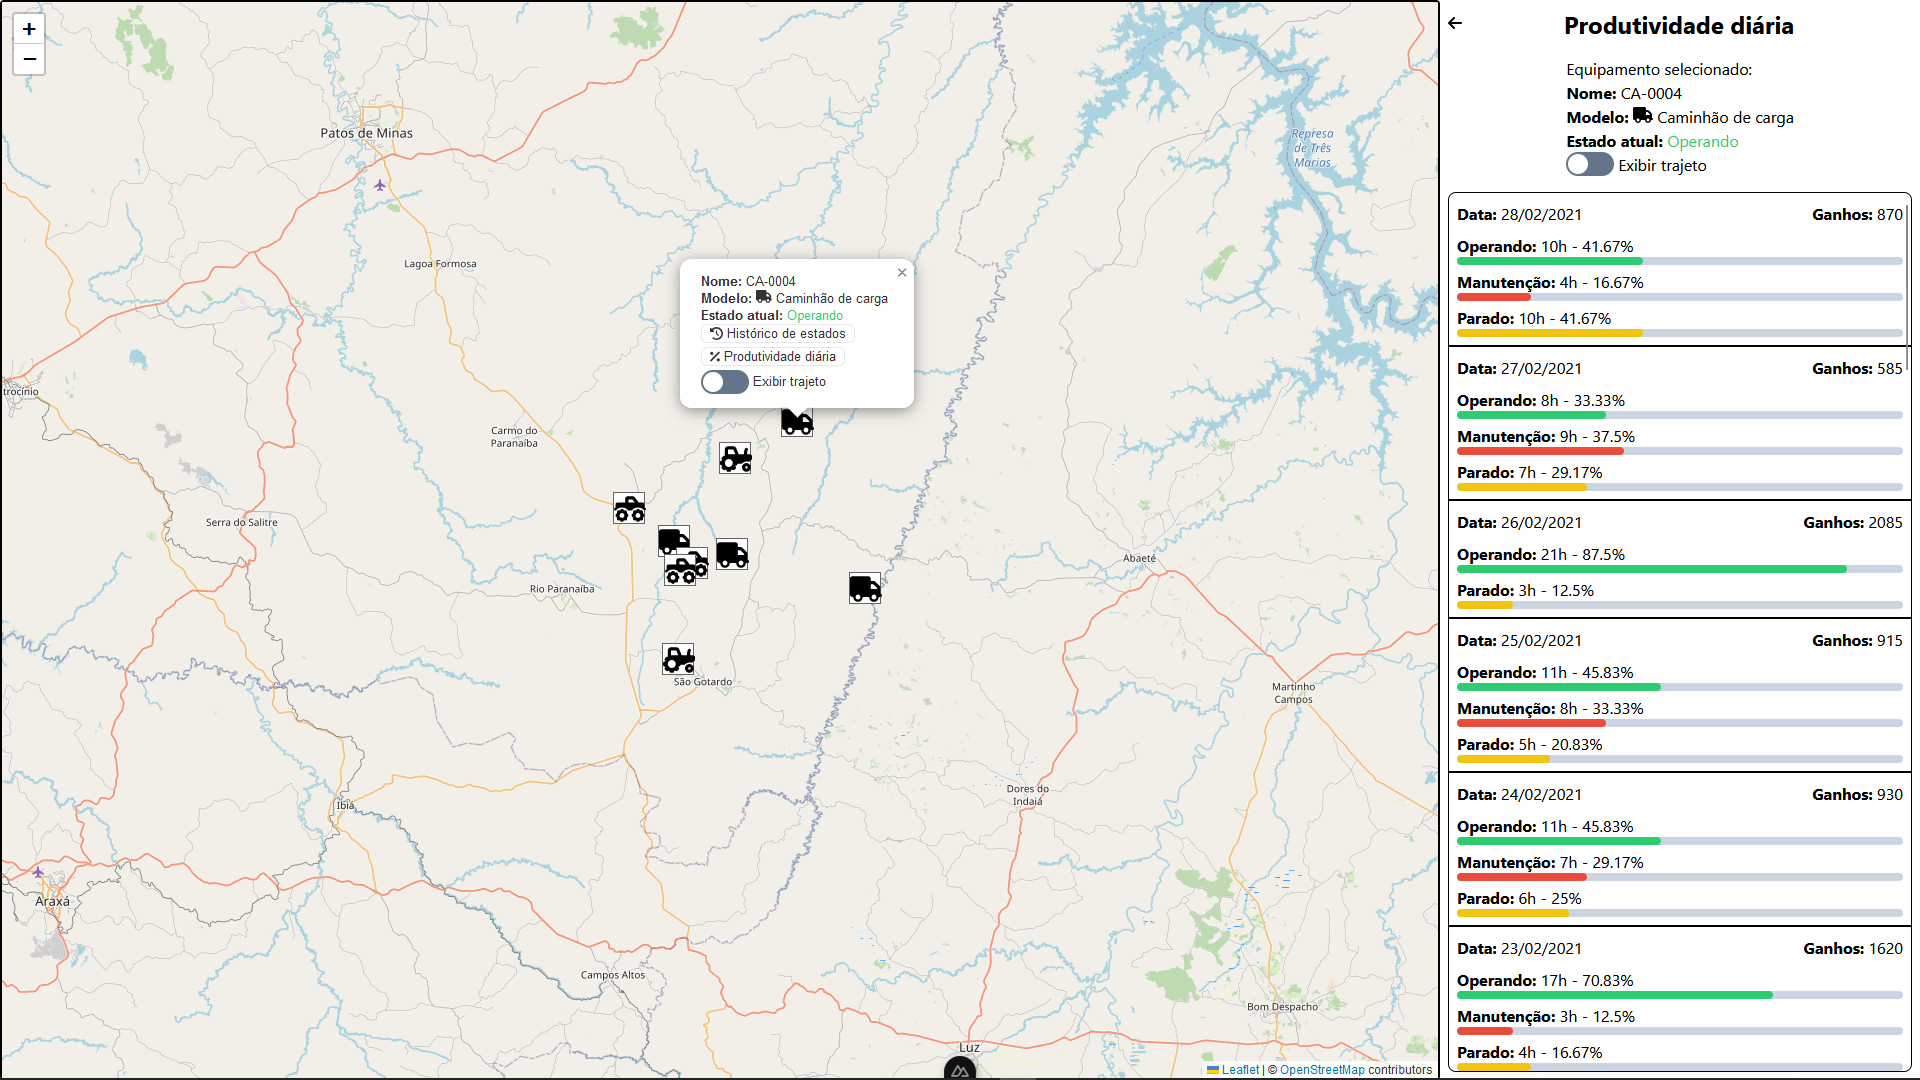 +
−
Patos de Minas
Represa
de Três
Marias
Lagoa Formosa
trocínio
Carmo do
Paranaíba
Serra do Salitre
Rio Paranaíba
Abaeté
São Gotardo
Martinho
Campos
Dores do
Indaiá
Ibiá
Araxá
Campos Altos
Bom Despacho
Luz
×
Nome: CA-0004
Modelo: Caminhão de carga
Estado atual: Operando
Histórico de estados
Produtividade diária
Exibir trajeto
Leaflet | © OpenStreetMap contributors
Produtividade diária
Equipamento selecionado:
Nome: CA-0004
Modelo: Caminhão de carga
Estado atual: Operando
Exibir trajeto
Data: 28/02/2021 Ganhos: 870
Operando: 10h - 41.67%
Manutenção: 4h - 16.67%
Parado: 10h - 41.67%
Data: 27/02/2021 Ganhos: 585
Operando: 8h - 33.33%
Manutenção: 9h - 37.5%
Parado: 7h - 29.17%
Data: 26/02/2021 Ganhos: 2085
Operando: 21h - 87.5%
Parado: 3h - 12.5%
Data: 25/02/2021 Ganhos: 915
Operando: 11h - 45.83%
Manutenção: 8h - 33.33%
Parado: 5h - 20.83%
Data: 24/02/2021 Ganhos: 930
Operando: 11h - 45.83%
Manutenção: 7h - 29.17%
Parado: 6h - 25%
Data: 23/02/2021 Ganhos: 1620
Operando: 17h - 70.83%
Manutenção: 3h - 12.5%
Parado: 4h - 16.67%